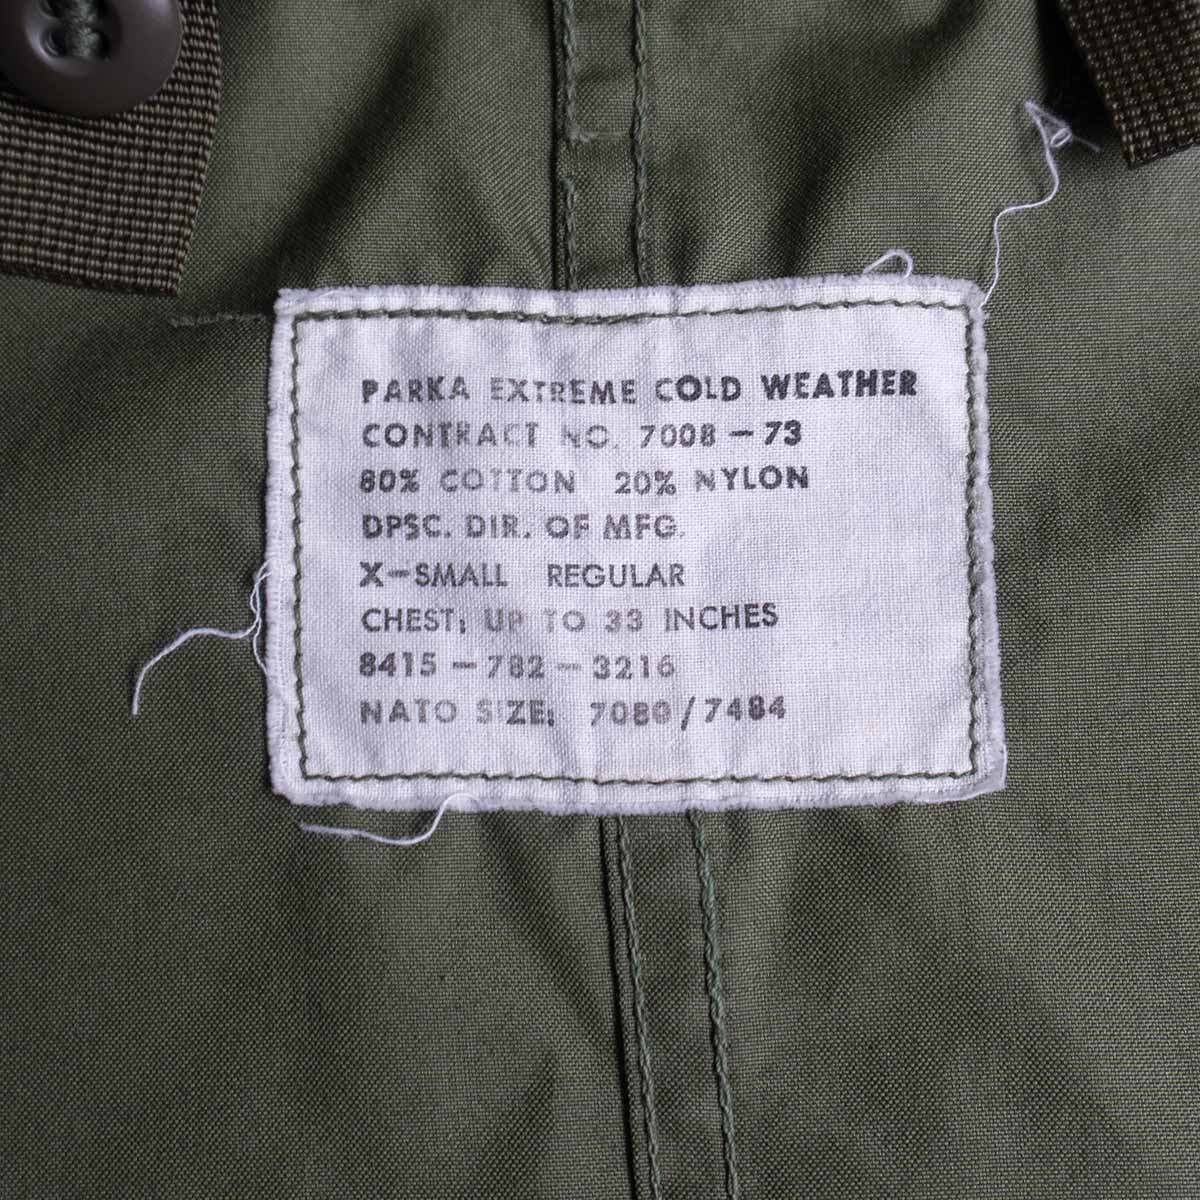 PARKA EXTREME COLD WEATHER
CONTRACT NO. 7008-73
80% COTTON 20% NYLON
DPSC. DIR. OF MFG.
X-SMALL REGULAR
CHEST: UP TO 33 INCHES
8415-782-3216
NATO SIZE: 7080/7484